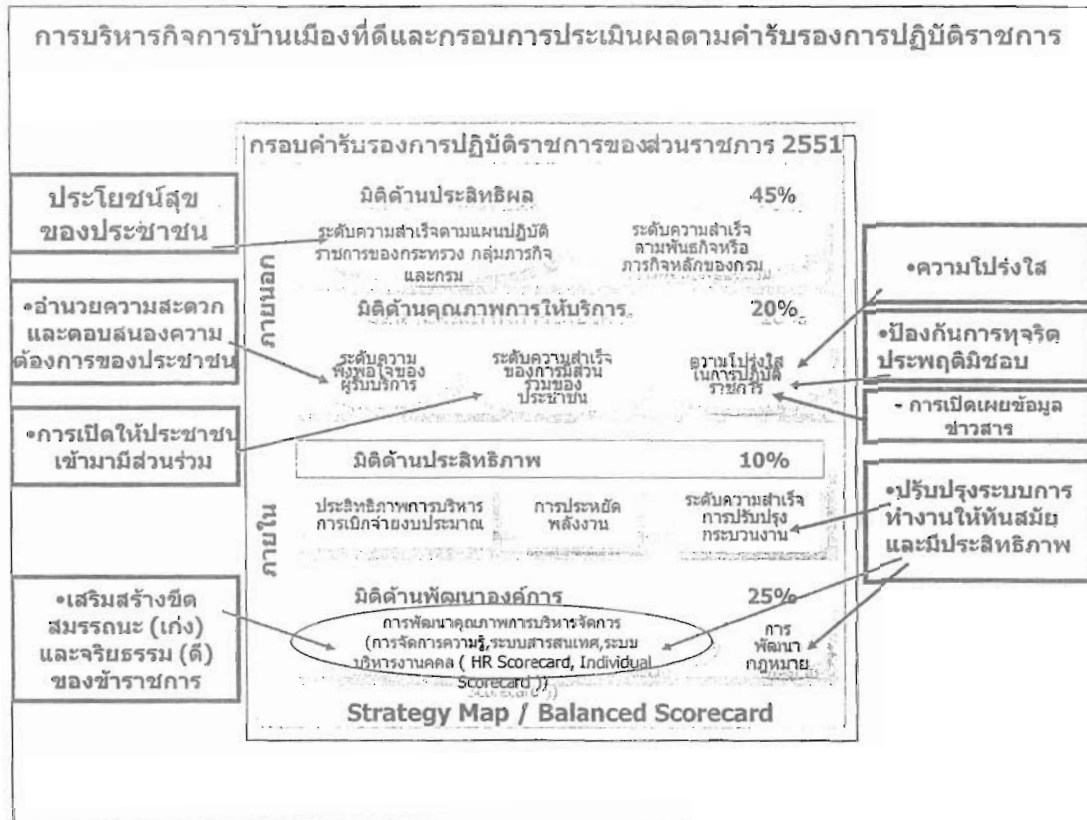 การบริหารกิจการบ้านเมืองที่ดีและกรอบการประเมินผลตามคำรับรองการปฏิบัติราชการ
กรอบคำรับรองการปฏิบัติราชการของส่วนราชการ 2551
ประโยชน์สุข
ของประชาชน
•อำนวยความสะดวก
และตอบสนองความ
ต้องการของประชาชน
•การเปิดให้ประชาชน
เข้ามามีส่วนร่วม
•เสริมสร้างขีด
สมรรถนะ (เก่ง)
และจริยธรรม (ดี)
ของข้าราชการ
ภายนอก
มิติด้านประสิทธิผล 45%
ระดับความสำเร็จตามแผนปฏิบัติ
ราชการของกระทรวง กลุ่มภารกิจ
และกรม
ระดับความสำเร็จ
ตามพันธกิจหรือ
ภารกิจหลักของกรม
มิติด้านคุณภาพการให้บริการ 20%
ระดับความ
พึงพอใจของ
ผู้รับบริการ
ระดับความสำเร็จ
ของการมีส่วน
ร่วมของ
ประชาชน
ความโปร่งใส
ในการปฏิบัติ
ราชการ
ภายใน
มิติด้านประสิทธิภาพ 10%
ประสิทธิภาพการบริหาร
การเบิกจ่ายงบประมาณ
การประหยัด
พลังงาน
ระดับความสำเร็จ
การปรับปรุง
กระบวนงาน
มิติด้านพัฒนาองค์การ 25%
การพัฒนาคุณภาพการบริหารจัดการ
(การจัดการความรู้,ระบบสารสนเทศ,ระบบ
บริหารงานคคล ( HR Scorecard, Individual
Scorecard ))
การ
พัฒนา
กฎหมาย
Strategy Map / Balanced Scorecard
•ความโปร่งใส
•ป้องกันการทุจริต
ประพฤติมิชอบ
- การเปิดเผยข้อมูล
ข่าวสาร
•ปรับปรุงระบบการ
ทำงานให้ทันสมัย
และมีประสิทธิภาพ